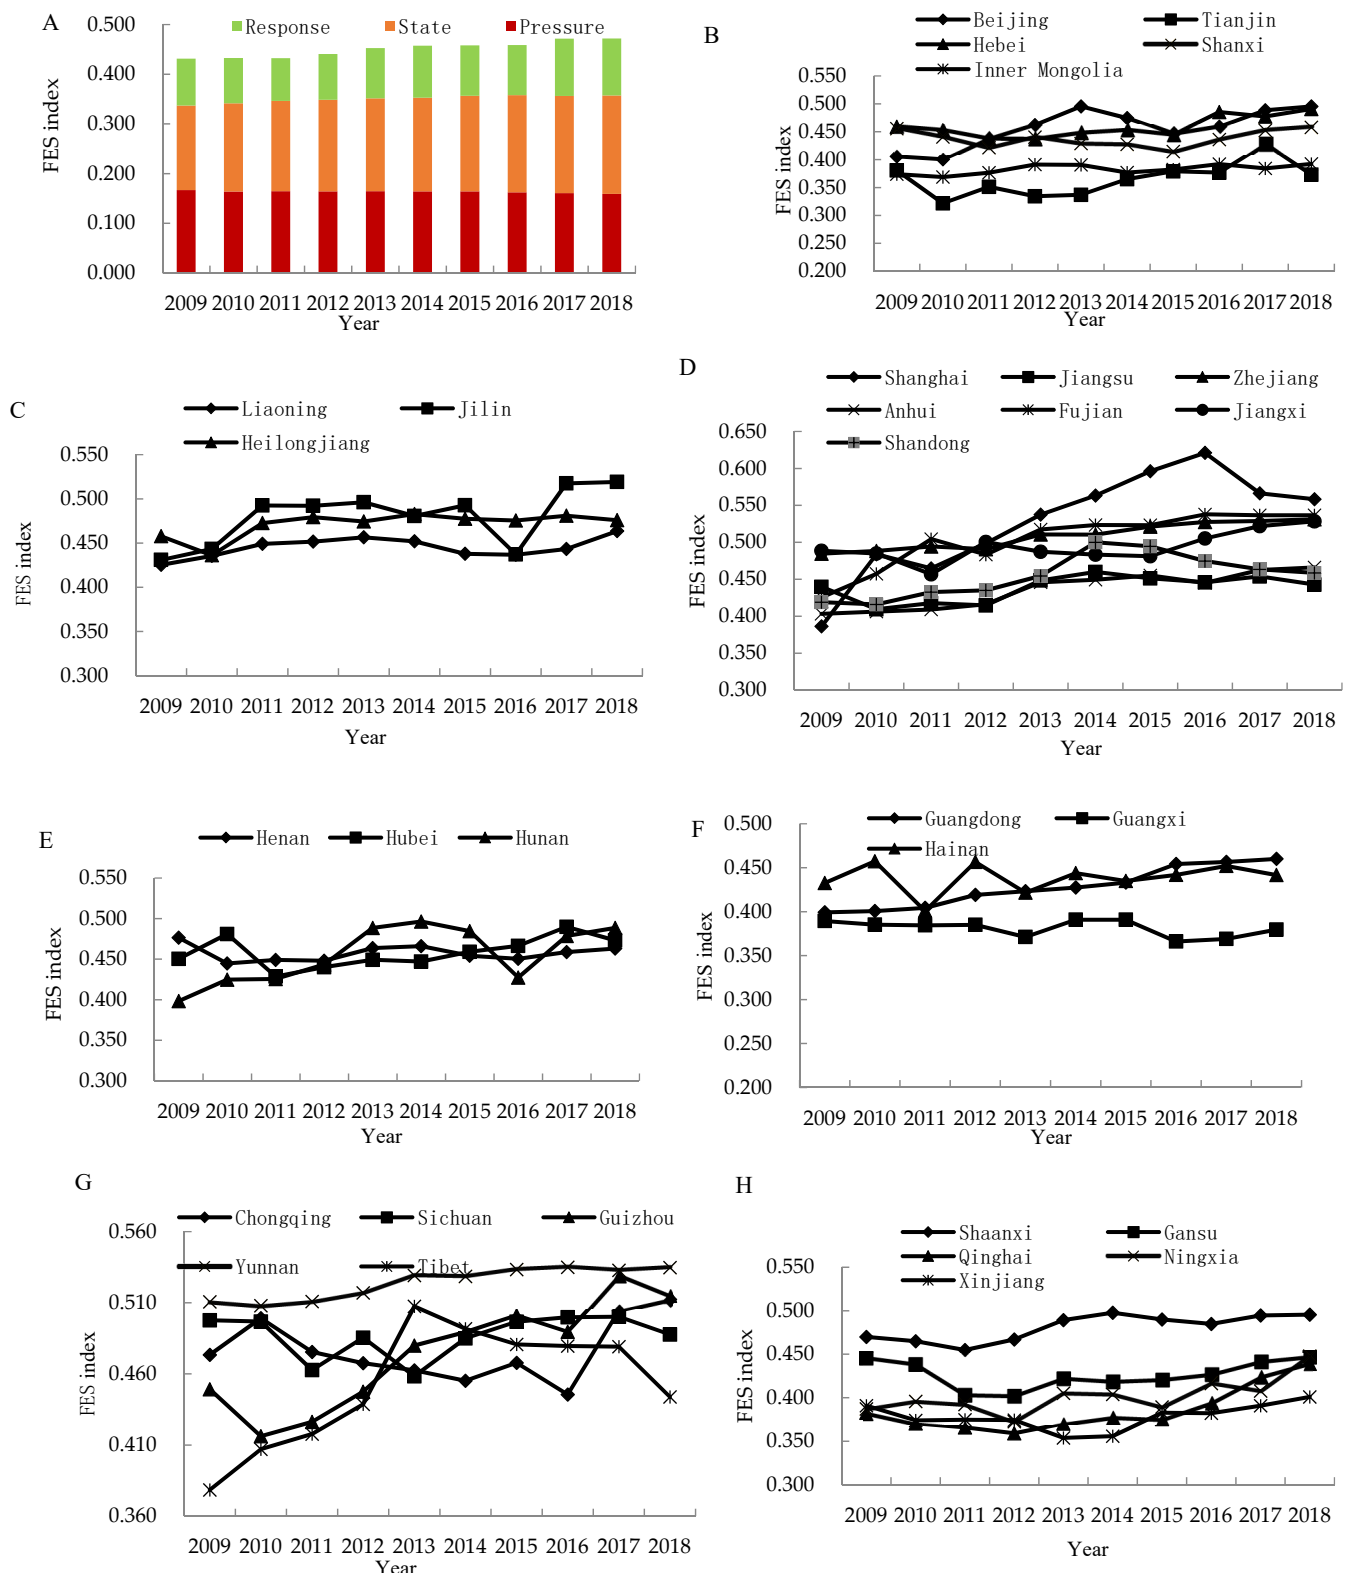 A
Response State Pressure
0.500
0.400
0.300
0.200
0.100
0.000
FES index
2009 2010 2011 2012 2013 2014 2015 2016 2017 2018
Year
B
Beijing Tianjin
Hebei Shanxi
Inner Mongolia
0.550
0.500
0.450
0.400
0.350
0.300
0.250
0.200
FES index
2009 2010 2011 2012 2013 2014 2015 2016 2017 2018
Year
C
Liaoning Jilin
Heilongjiang
0.550
0.500
0.450
0.400
0.350
0.300
FES index
2009 2010 2011 2012 2013 2014 2015 2016 2017 2018
Year
D
Shanghai Jiangsu Zhejiang
Anhui Fujian Jiangxi
Shandong
0.650
0.600
0.550
0.500
0.450
0.400
0.350
0.300
FES index
2009 2010 2011 2012 2013 2014 2015 2016 2017 2018
Year
E
Henan Hubei Hunan
0.550
0.500
0.450
0.400
0.350
0.300
FES index
2009 2010 2011 2012 2013 2014 2015 2016 2017 2018
Year
F
Guangdong Guangxi
Hainan
0.500
0.450
0.400
0.350
0.300
0.250
0.200
FES index
2009 2010 2011 2012 2013 2014 2015 2016 2017 2018
Year
G
Chongqing Sichuan Guizhou
Yunnan Tibet
0.560
0.510
0.460
0.410
0.360
FES index
2009 2010 2011 2012 2013 2014 2015 2016 2017 2018
Year
H
Shaanxi Gansu
Qinghai Ningxia
Xinjiang
0.550
0.500
0.450
0.400
0.350
0.300
FES index
2009 2010 2011 2012 2013 2014 2015 2016 2017 2018
Year